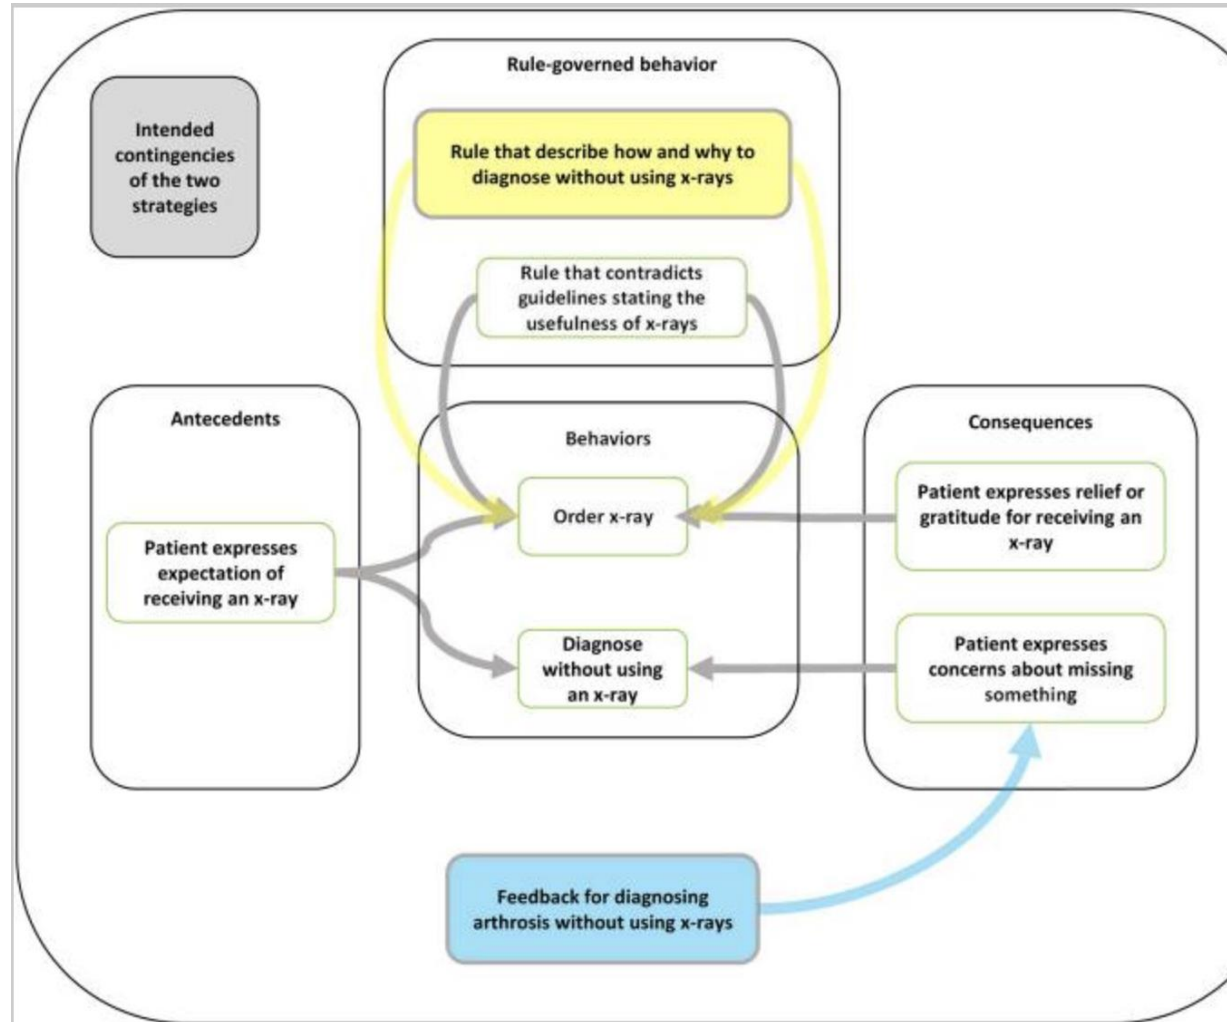 Rule-governed behavior
Intended
contingencies
of the two
strategies
Rule that describe how and why to
diagnose without using x-rays
Rule that contradicts
guidelines stating the
usefulness of x-rays
Antecedents
Patient expresses
expectation of
receiving an x-ray
Behaviors
Order x-ray
Diagnose
without using
an x-ray
Consequences
Patient expresses relief or
gratitude for receiving an
x-ray
Patient expresses
concerns about missing
something
Feedback for diagnosing
arthrosis without using x-rays